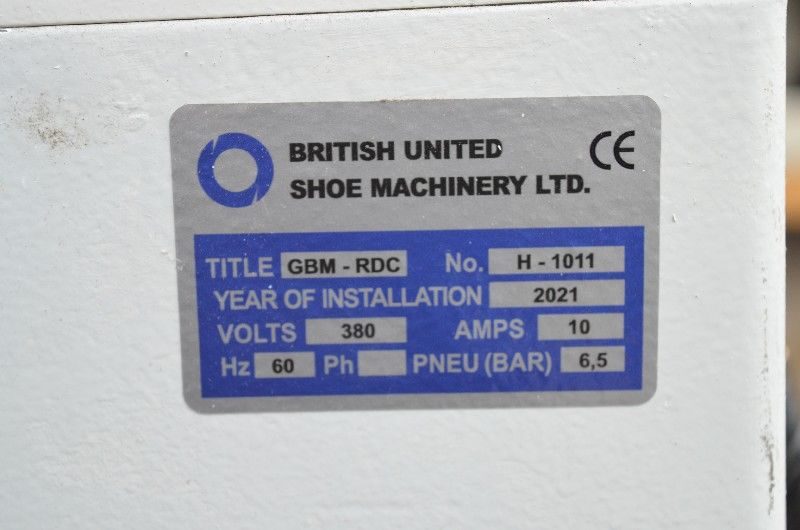 BRITISH UNITED
SHOE MACHINERY LTD.
CE
TITLE GBM - RDC No. H - 1011
YEAR OF INSTALLATION 2021
VOLTS 380 AMPS 10
Hz 60 Ph PNEU (BAR) 6,5